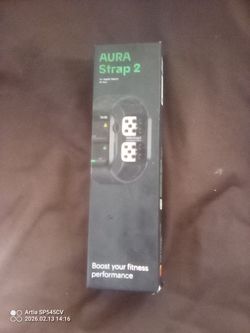 AURA
Strap 2
Boost your fitness
performance
Artia SP545CV
2026.02.13 14:16